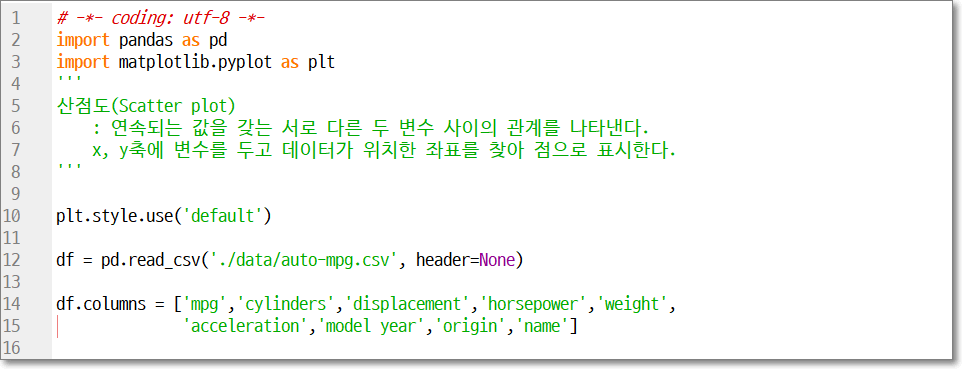 1 # -*- coding: utf-8 -*-
2 import pandas as pd
3 import matplotlib.pyplot as plt
4 '''
5 산점도(Scatter plot)
6     : 연속되는 값을 갖는 서로 다른 두 변수 사이의 관계를 나타낸다.
7     x, y축에 변수를 두고 데이터가 위치한 좌표를 찾아 점으로 표시한다.
8 '''
9
10 plt.style.use('default')
11
12 df = pd.read_csv('./data/auto-mpg.csv', header=None)
13
14 df.columns = ['mpg','cylinders','displacement','horsepower','weight',
15               'acceleration','model year','origin','name']
16